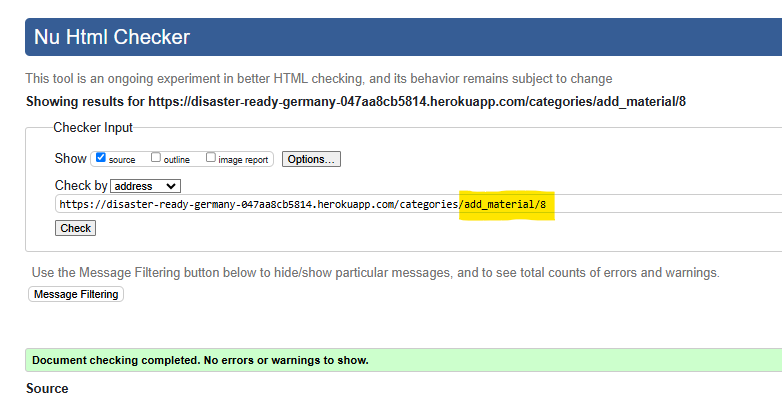 Nu Html Checker
This tool is an ongoing experiment in better HTML checking, and its behavior remains subject to change
Showing results for https://disaster-ready-germany-047aa8cb5814.herokuapp.com/categories/add_material/8
Checker Input
Show source outline image report Options...
Check by address
https://disaster-ready-germany-047aa8cb5814.herokuapp.com/categories/add_material/8
Check
Use the Message Filtering button below to hide/show particular messages, and to see total counts of errors and warnings.
Message Filtering
Document checking completed. No errors or warnings to show.
Source